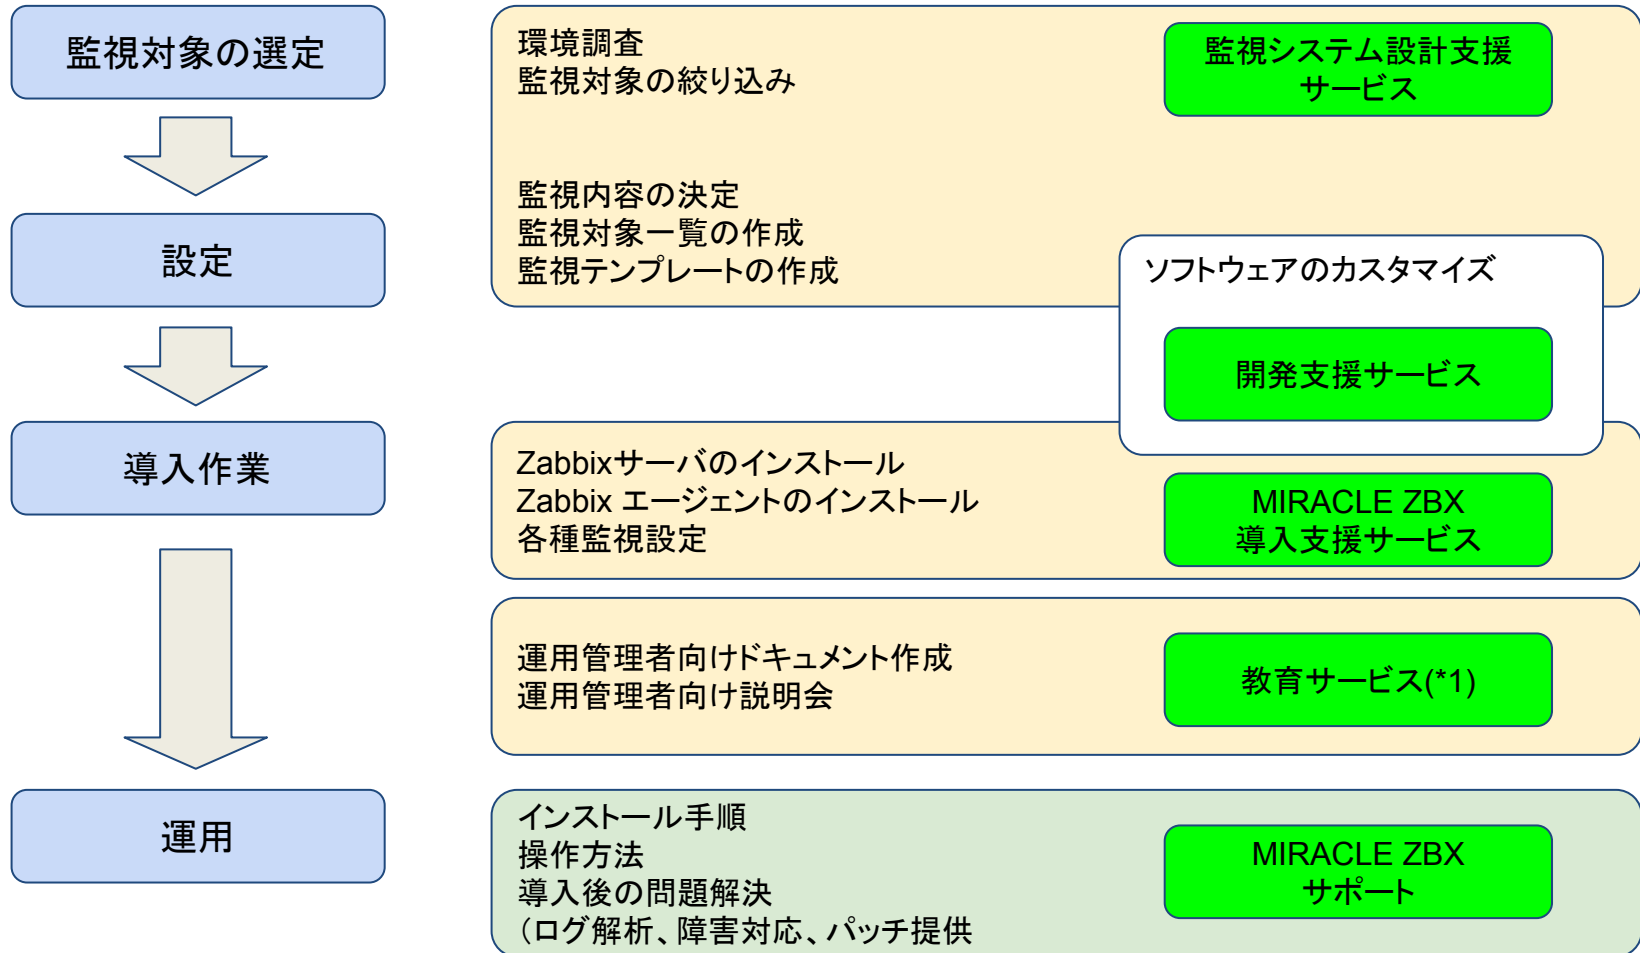 監視対象の選定
環境調査
監視対象の絞り込み
監視システム設計支援
サービス
設定
監視内容の決定
監視対象一覧の作成
監視テンプレートの作成
ソフトウェアのカスタマイズ
開発支援サービス
導入作業
Zabbixサーバのインストール
Zabbix エージェントのインストール
各種監視設定
MIRACLE ZBX
導入支援サービス
運用管理者向けドキュメント作成
運用管理者向け説明会
教育サービス(*1)
運用
インストール手順
操作方法
導入後の問題解決
（ログ解析、障害対応、パッチ提供
MIRACLE ZBX
サポート